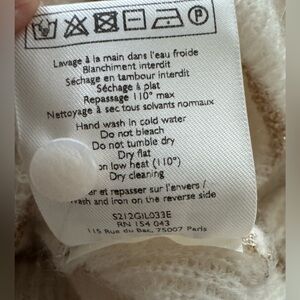 Lavage à la main dans l'eau froide
Blanchiment interdit
Séchage en tambour interdit
Séchage à plat
Repassage 110° max
Nettoyage à sec tous solvants normaux
Hand wash in cold water
Do not bleach
Do not tumble dry
Dry flat
on low heat (110°)
Dry cleaning
et repasser sur l'envers /
and iron on the reverse side
S212GIL033E
RN 154 043
115 Rue du Bac, 75007 Paris